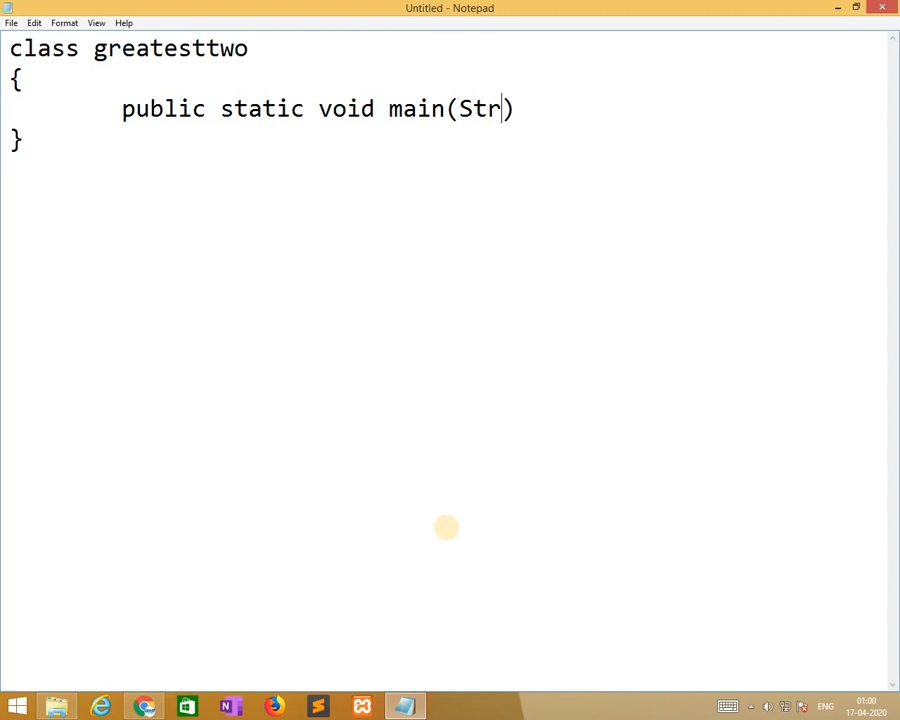 Untitled - Notepad
File Edit Format View Help
class greatesttwo
{
public static void main(Str)
}
ENG
01:00
17-04-2020